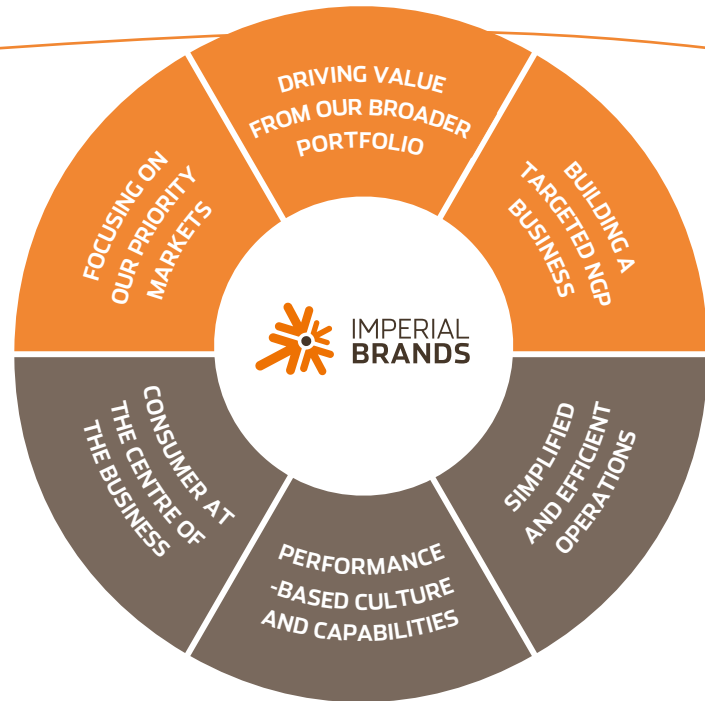 DRIVING VALUE
FROM OUR BROADER
PORTFOLIO
BUILDING A
TARGETED NGP
BUSINESS
SIMPLIFIED
AND EFFICIENT
OPERATIONS
PERFORMANCE
-BASED CULTURE
AND CAPABILITIES
CONSUMER AT
THE CENTRE OF
THE BUSINESS
FOCUSING ON
OUR PRIORITY
MARKETS
IMPERIAL
BRANDS